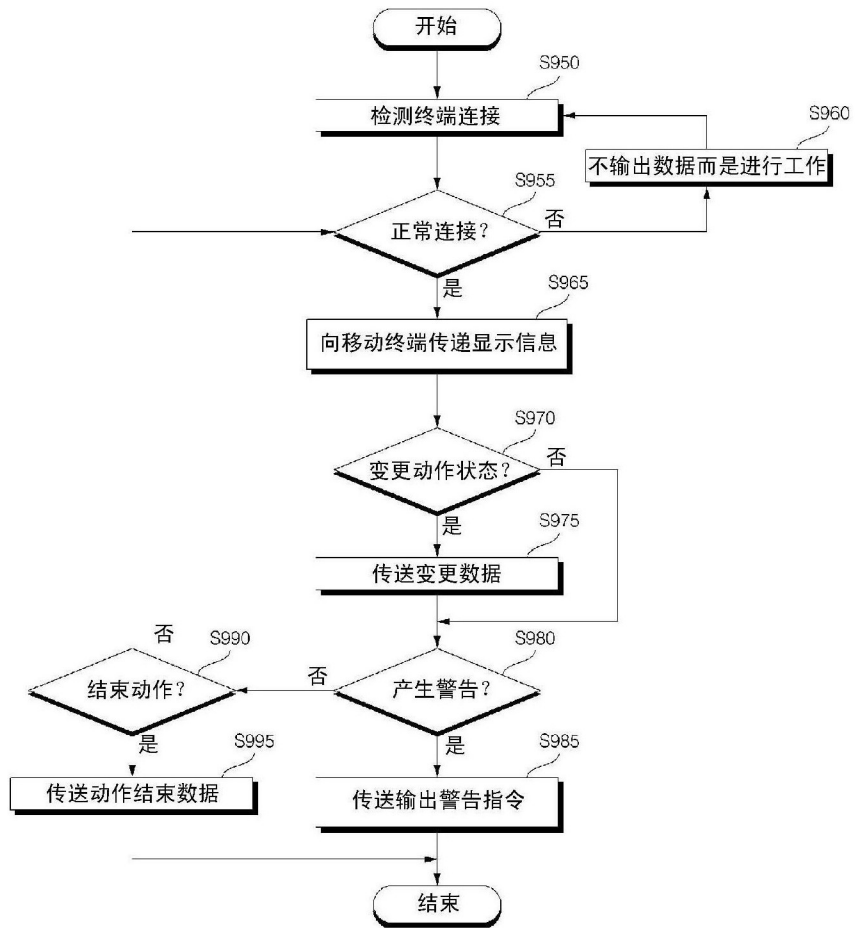 开始
S950
检测终端连接
S960
不输出数据而是进行工作
S955
正常连接？
否
是
S965
向移动终端传递显示信息
S970
变更动作状态？
否
是
S975
传送变更数据
否
S990
结束动作？
否
S980
产生警告？
是
S995
传送动作结束数据
是
S985
传送输出警告指令
结束